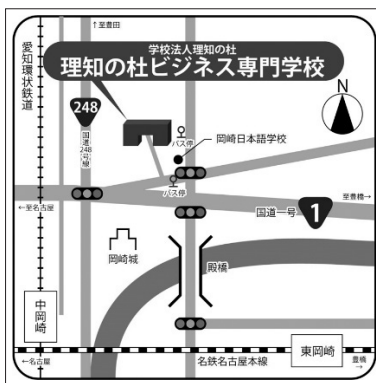 ↑至豊田
愛知環状鉄道
学校法人理知の杜
理知の杜ビジネス専門学校
N
248
国道248号線
バス停
岡崎日本語学校
バス停
←至名古屋
至豊橋→
国道一号
1
岡崎城
殿橋
中岡崎
東岡崎
←名古屋
名鉄名古屋本線
豊橋→